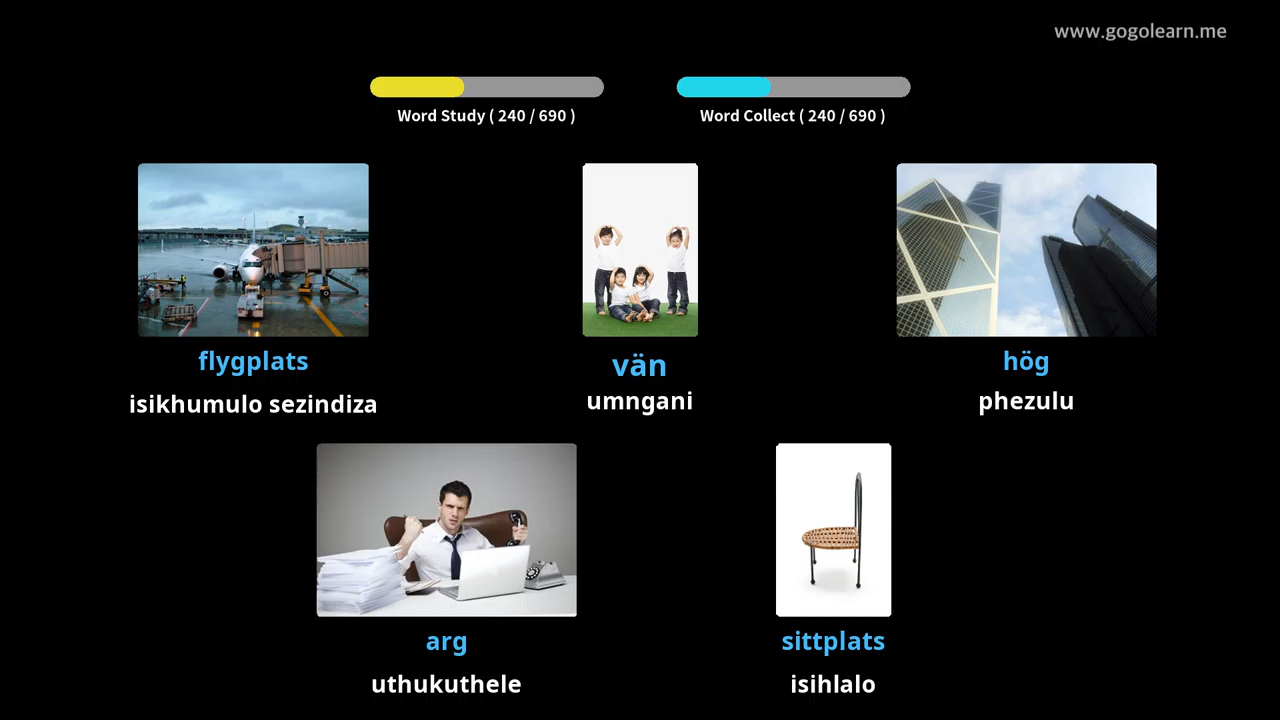 www.gogolearn.me
Word Study ( 240 / 690 )
Word Collect ( 240 / 690 )
flygplats
vän
hög
isikhumulo sezindiza
umngani
phezulu
arg
sittplats
uthukuthele
isihlalo